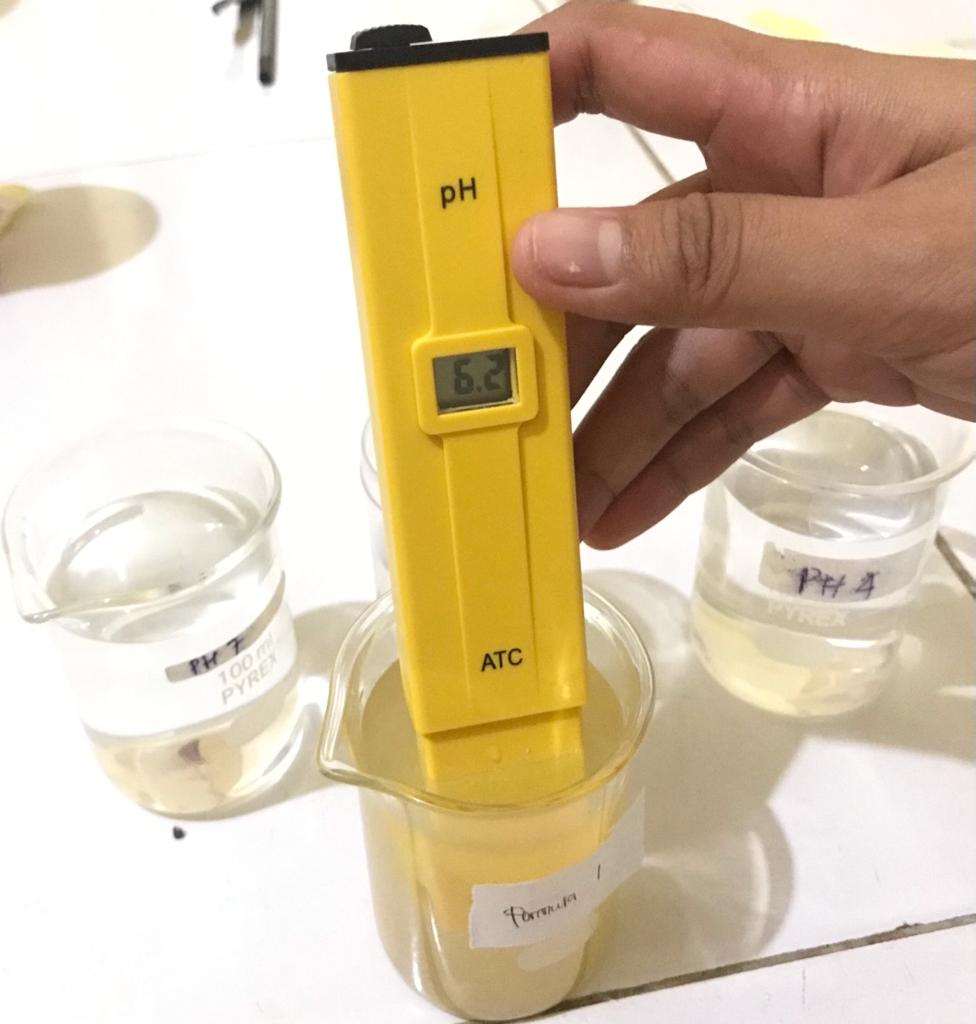 pH
6.2
ATC
PH 7
100 ml
PYREX
PH 4
PYREX
Formula 1